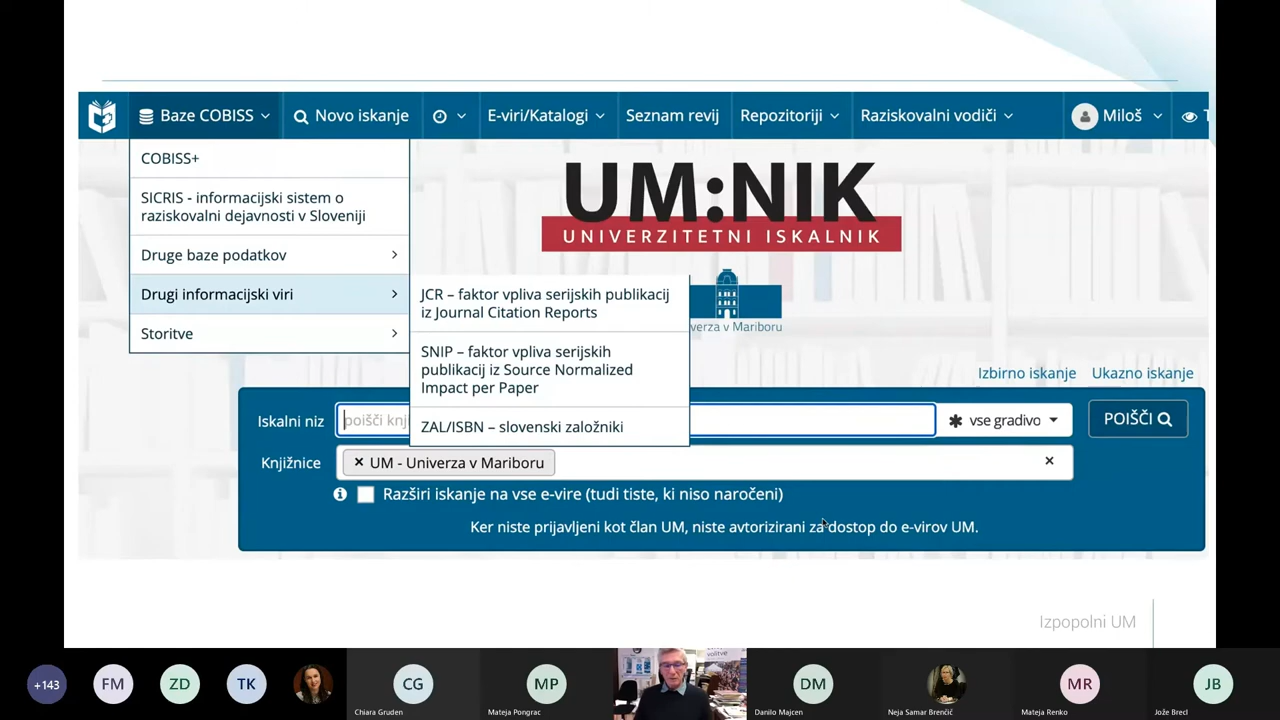 Baze COBISS
Novo iskanje
E-viri/Katalogi
Seznam revij
Repozitoriji
Raziskovalni vodiči
Miloš
COBISS+
SICRIS - informacijski sistem o
raziskovalni dejavnosti v Sloveniji
Druge baze podatkov
Drugi informacijski viri
Storitve
JCR – faktor vpliva serijskih publikacij
iz Journal Citation Reports
SNIP – faktor vpliva serijskih
publikacij iz Source Normalized
Impact per Paper
ZAL/ISBN – slovenski založniki
UM:NIK
UNIVERZITETNI ISKALNIK
verza v Mariboru
Izbirno iskanje
Ukazno iskanje
Iskalni niz
poišči knj
vse gradivo
POIŠČI
Knjižnice
× UM - Univerza v Mariboru
×
Razširi iskanje na vse e-vire (tudi tiste, ki niso naročeni)
Ker niste prijavljeni kot član UM, niste avtorizirani za dostop do e-virov UM.
Izpopolni UM
+143
FM
ZD
TK
CG
Chiara Gruden
MP
Mateja Pongrac
volitve
DM
Danilo Majcen
Neja Samar Brenčič
MR
Mateja Renko
JB
Jože Brecl